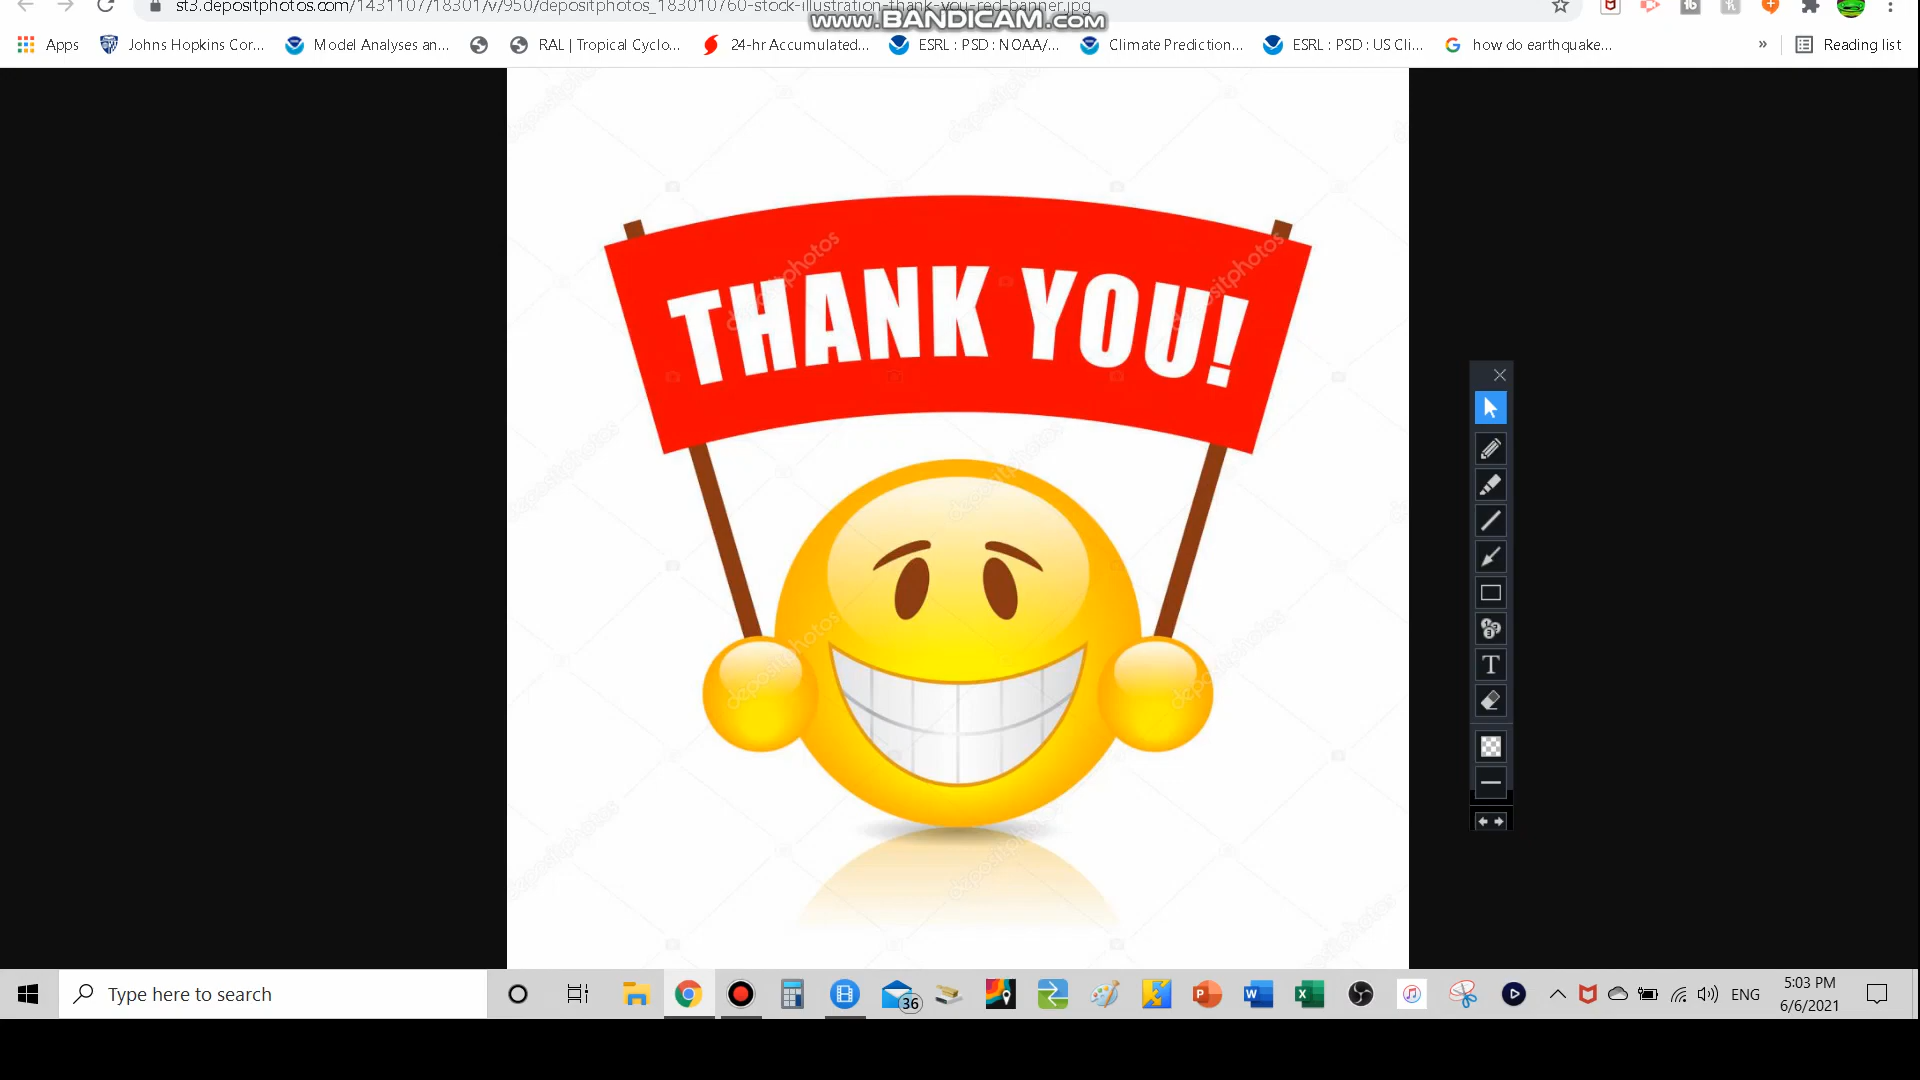 st3.depositphotos.com/1431107/18301/v/950/depositphotos_183010760-stock-illustration-thank-you-red-banner.jpg
www.BANDICAM.com
Apps Johns Hopkins Cor... Model Analyses an... RAL | Tropical Cyclo... 24-hr Accumulated... ESRL : PSD : NOAA/... Climate Prediction... ESRL : PSD : US Cli... how do earthquake... » Reading list
THANK YOU!
depositphotos
Type here to search
36
ENG
5:03 PM
6/6/2021